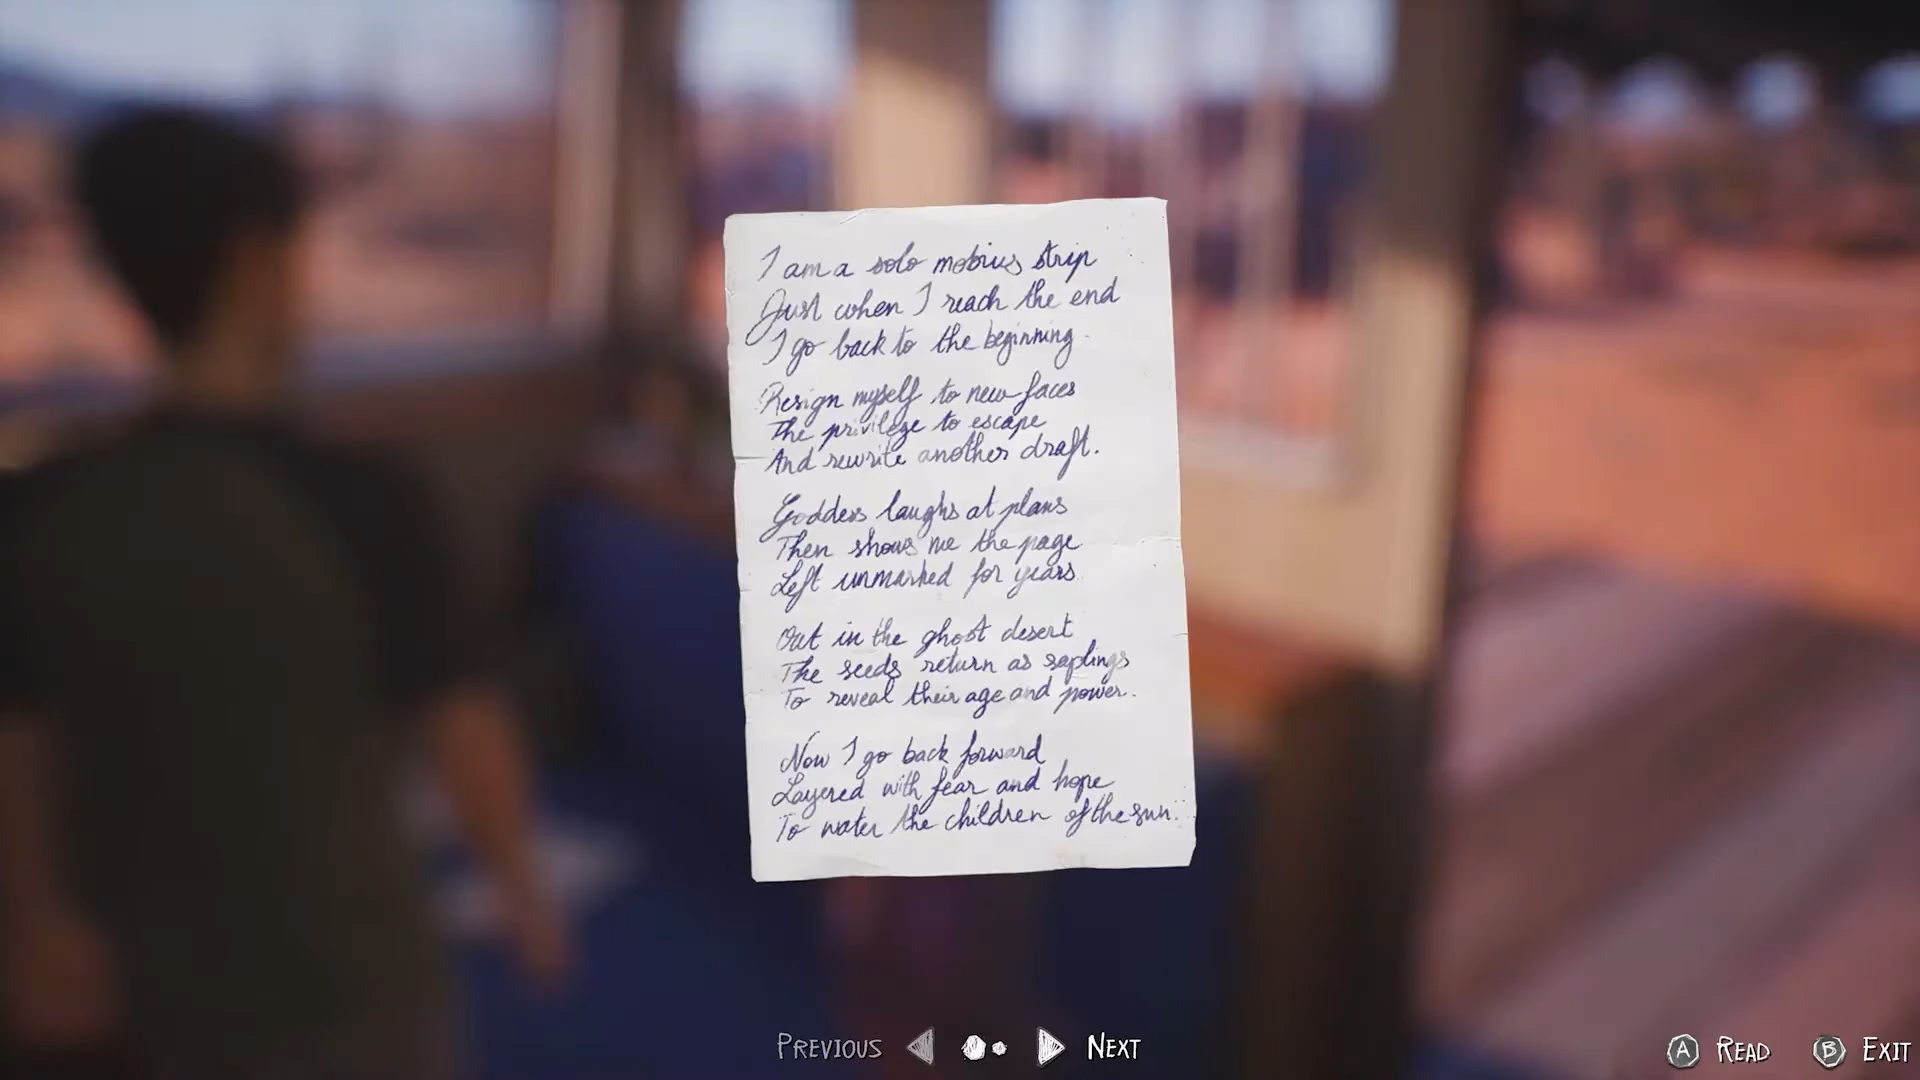 I am a solo mobius strip
Just when I reach the end
I go back to the beginning.
Resign myself to new faces
The privilege to escape
And rewrite another draft.
Goddess laughs at plans
Then shows me the page
Left unmarked for years
Out in the ghost desert
The seeds return as saplings
To reveal their age and power.
Now I go back forward
Layered with fear and hope
To water the children of the sun.
PREVIOUS NEXT
A READ B EXIT